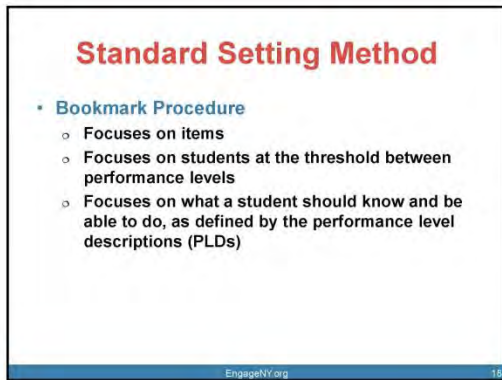 Standard Setting Method
• Bookmark Procedure
o Focuses on items
o Focuses on students at the threshold between
performance levels
o Focuses on what a student should know and be
able to do, as defined by the performance level
descriptions (PLDs)
EngageNY.org